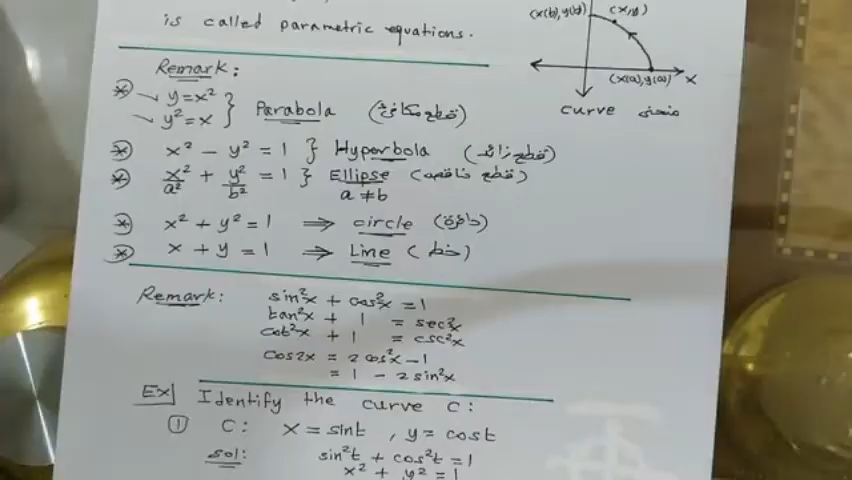 is called parametric equations.
(x(b), y(b)) (x,y)
(x(a), y(a)) x
curve منحني
Remark:
y = x²
y² = x } Parabola (قطع مكافئ)
x² - y² = 1 } Hyperbola (قطع زائد)
x²/a² + y²/b² = 1 } Ellipse (قطع ناقص)
a ≠ b
x² + y² = 1 ⇒ circle (دائرة)
x + y = 1 ⇒ Line (خط)
Remark: sin²x + cos²x = 1
tan²x + 1 = sec²x
cot²x + 1 = csc²x
cos2x = 2cos²x - 1
= 1 - 2sin²x
Ex| Identify the curve C:
① C: x = sint , y = cost
sol: sin²t + cos²t = 1
x² + y² = 1